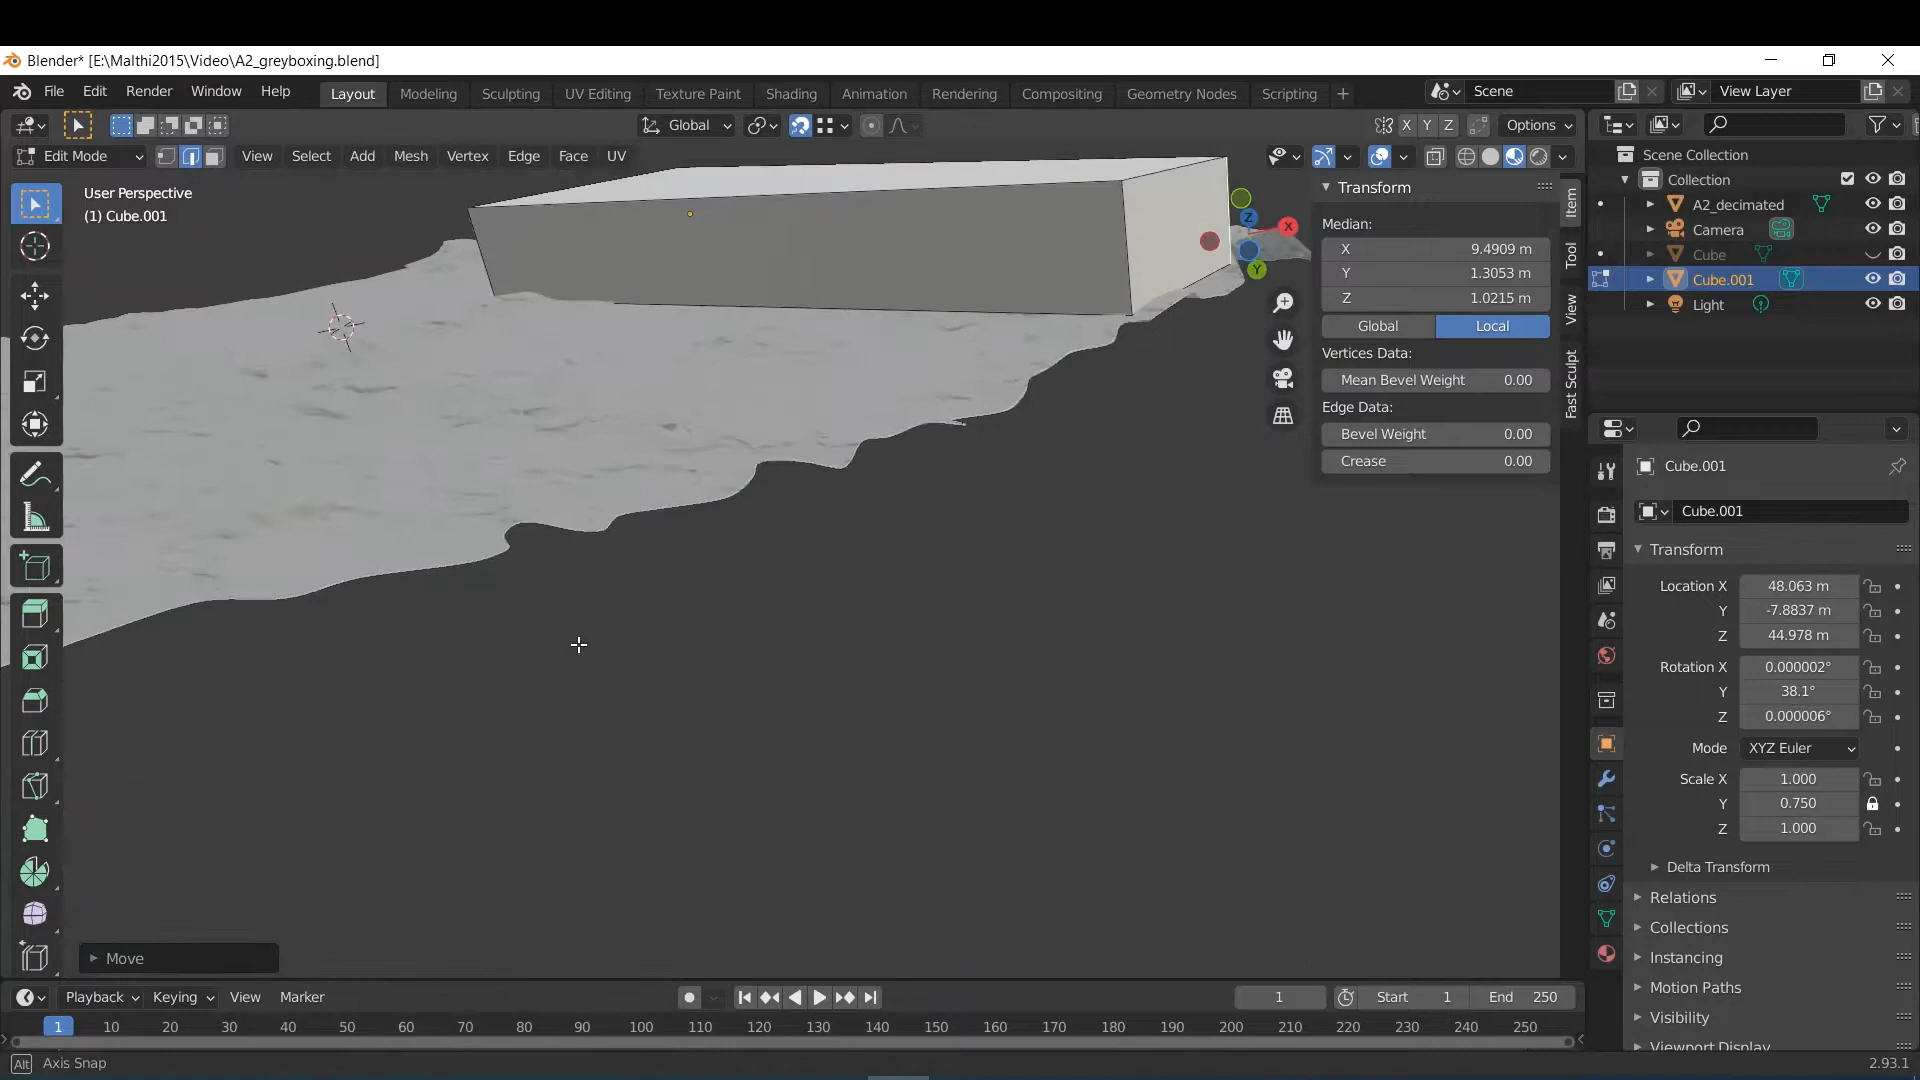 Blender* [E:\Malthi2015\Video\A2_greyboxing.blend]
File Edit Render Window Help Layout Modeling Sculpting UV Editing Texture Paint Shading Animation Rendering Compositing Geometry Nodes Scripting + Scene View Layer
Global X Y Z Options
Edit Mode View Select Add Mesh Vertex Edge Face UV
User Perspective
(1) Cube.001
Z
X
Y
Transform
Median:
X 9.4909 m
Y 1.3053 m
Z 1.0215 m
Global Local
Vertices Data:
Mean Bevel Weight 0.00
Edge Data:
Bevel Weight 0.00
Crease 0.00
Item
Tool
View
Fast Sculpt
Scene Collection
Collection
A2_decimated
Camera
Cube
Cube.001
Light
Cube.001
Cube.001
Transform
Location X 48.063 m
Y -7.8837 m
Z 44.978 m
Rotation X 0.000002°
Y 38.1°
Z 0.000006°
Mode XYZ Euler
Scale X 1.000
Y 0.750
Z 1.000
Delta Transform
Relations
Collections
Instancing
Motion Paths
Visibility
Viewport Display
Move
Playback Keying View Marker 1 Start 1 End 250
1 10 20 30 40 50 60 70 80 90 100 110 120 130 140 150 160 170 180 190 200 210 220 230 240 250
Alt Axis Snap 2.93.1